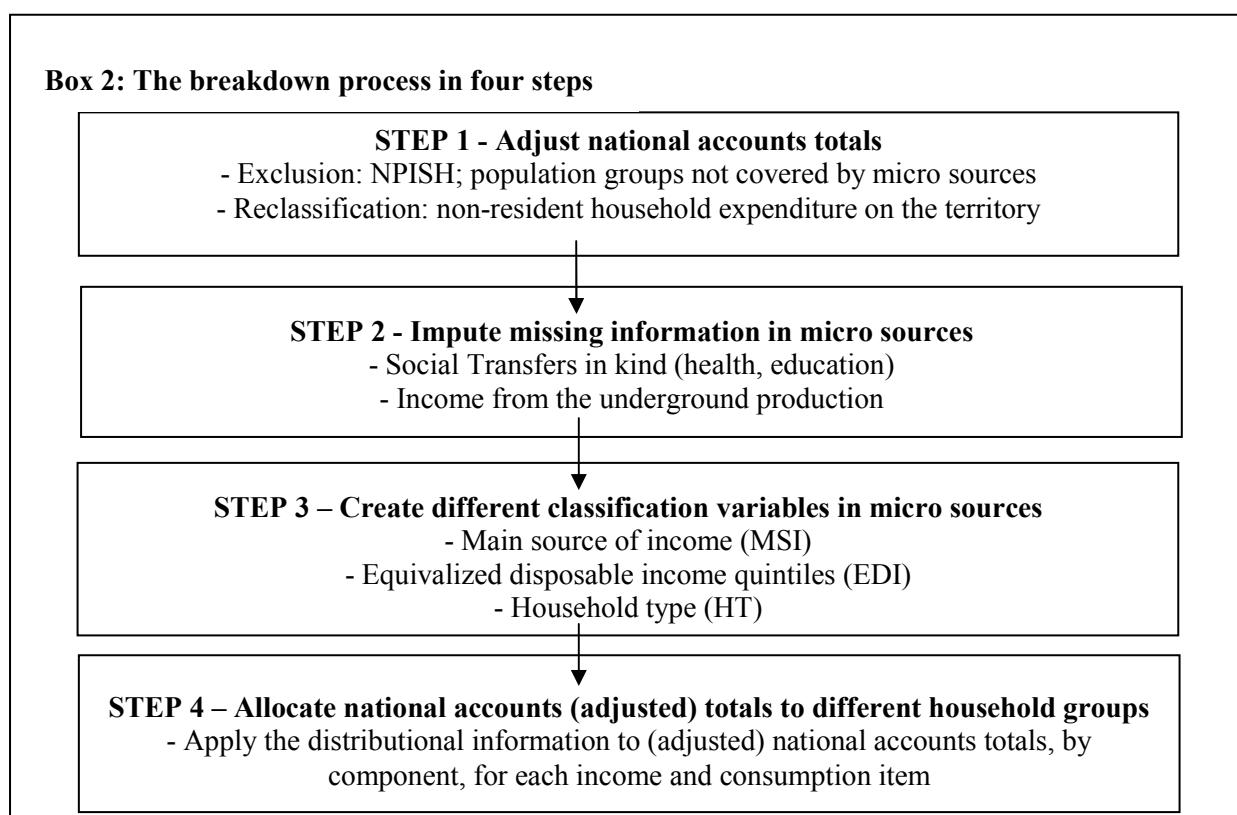 Box 2: The breakdown process in four steps
STEP 1 - Adjust national accounts totals
- Exclusion: NPISH; population groups not covered by micro sources
- Reclassification: non-resident household expenditure on the territory
STEP 2 - Impute missing information in micro sources
- Social Transfers in kind (health, education)
- Income from the underground production
STEP 3 – Create different classification variables in micro sources
- Main source of income (MSI)
- Equivalized disposable income quintiles (EDI)
- Household type (HT)
STEP 4 – Allocate national accounts (adjusted) totals to different household groups
- Apply the distributional information to (adjusted) national accounts totals, by
component, for each income and consumption item